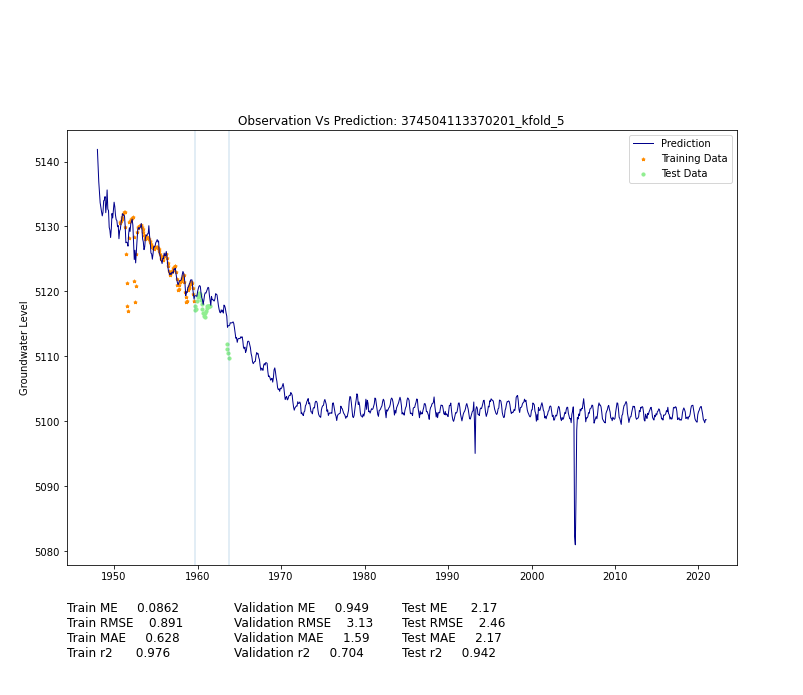 Observation Vs Prediction: 374504113370201_kfold_5
Prediction
Training Data
Test Data
Groundwater Level
5140
5130
5120
5110
5100
5090
5080
1950 1960 1970 1980 1990 2000 2010 2020
Train ME 0.0862 Validation ME 0.949 Test ME 2.17
Train RMSE 0.891 Validation RMSE 3.13 Test RMSE 2.46
Train MAE 0.628 Validation MAE 1.59 Test MAE 2.17
Train r2 0.976 Validation r2 0.704 Test r2 0.942